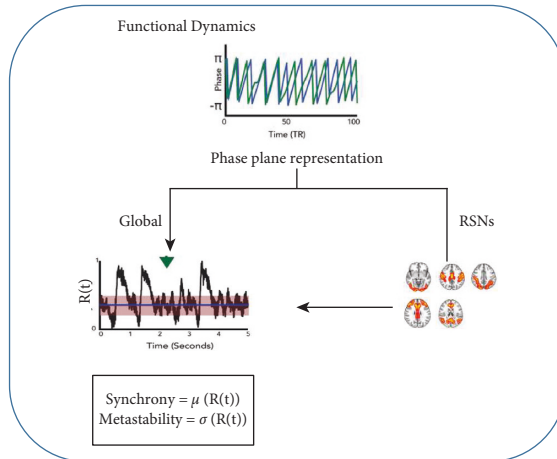 Functional Dynamics
π
Phase
-π
0 50 100
Time (TR)
Phase plane representation
Global
RSNs
1
R(t)
0
0 1 2 3 4 5
Time (Seconds)
Synchrony = μ (R(t))
Metastability = σ (R(t))